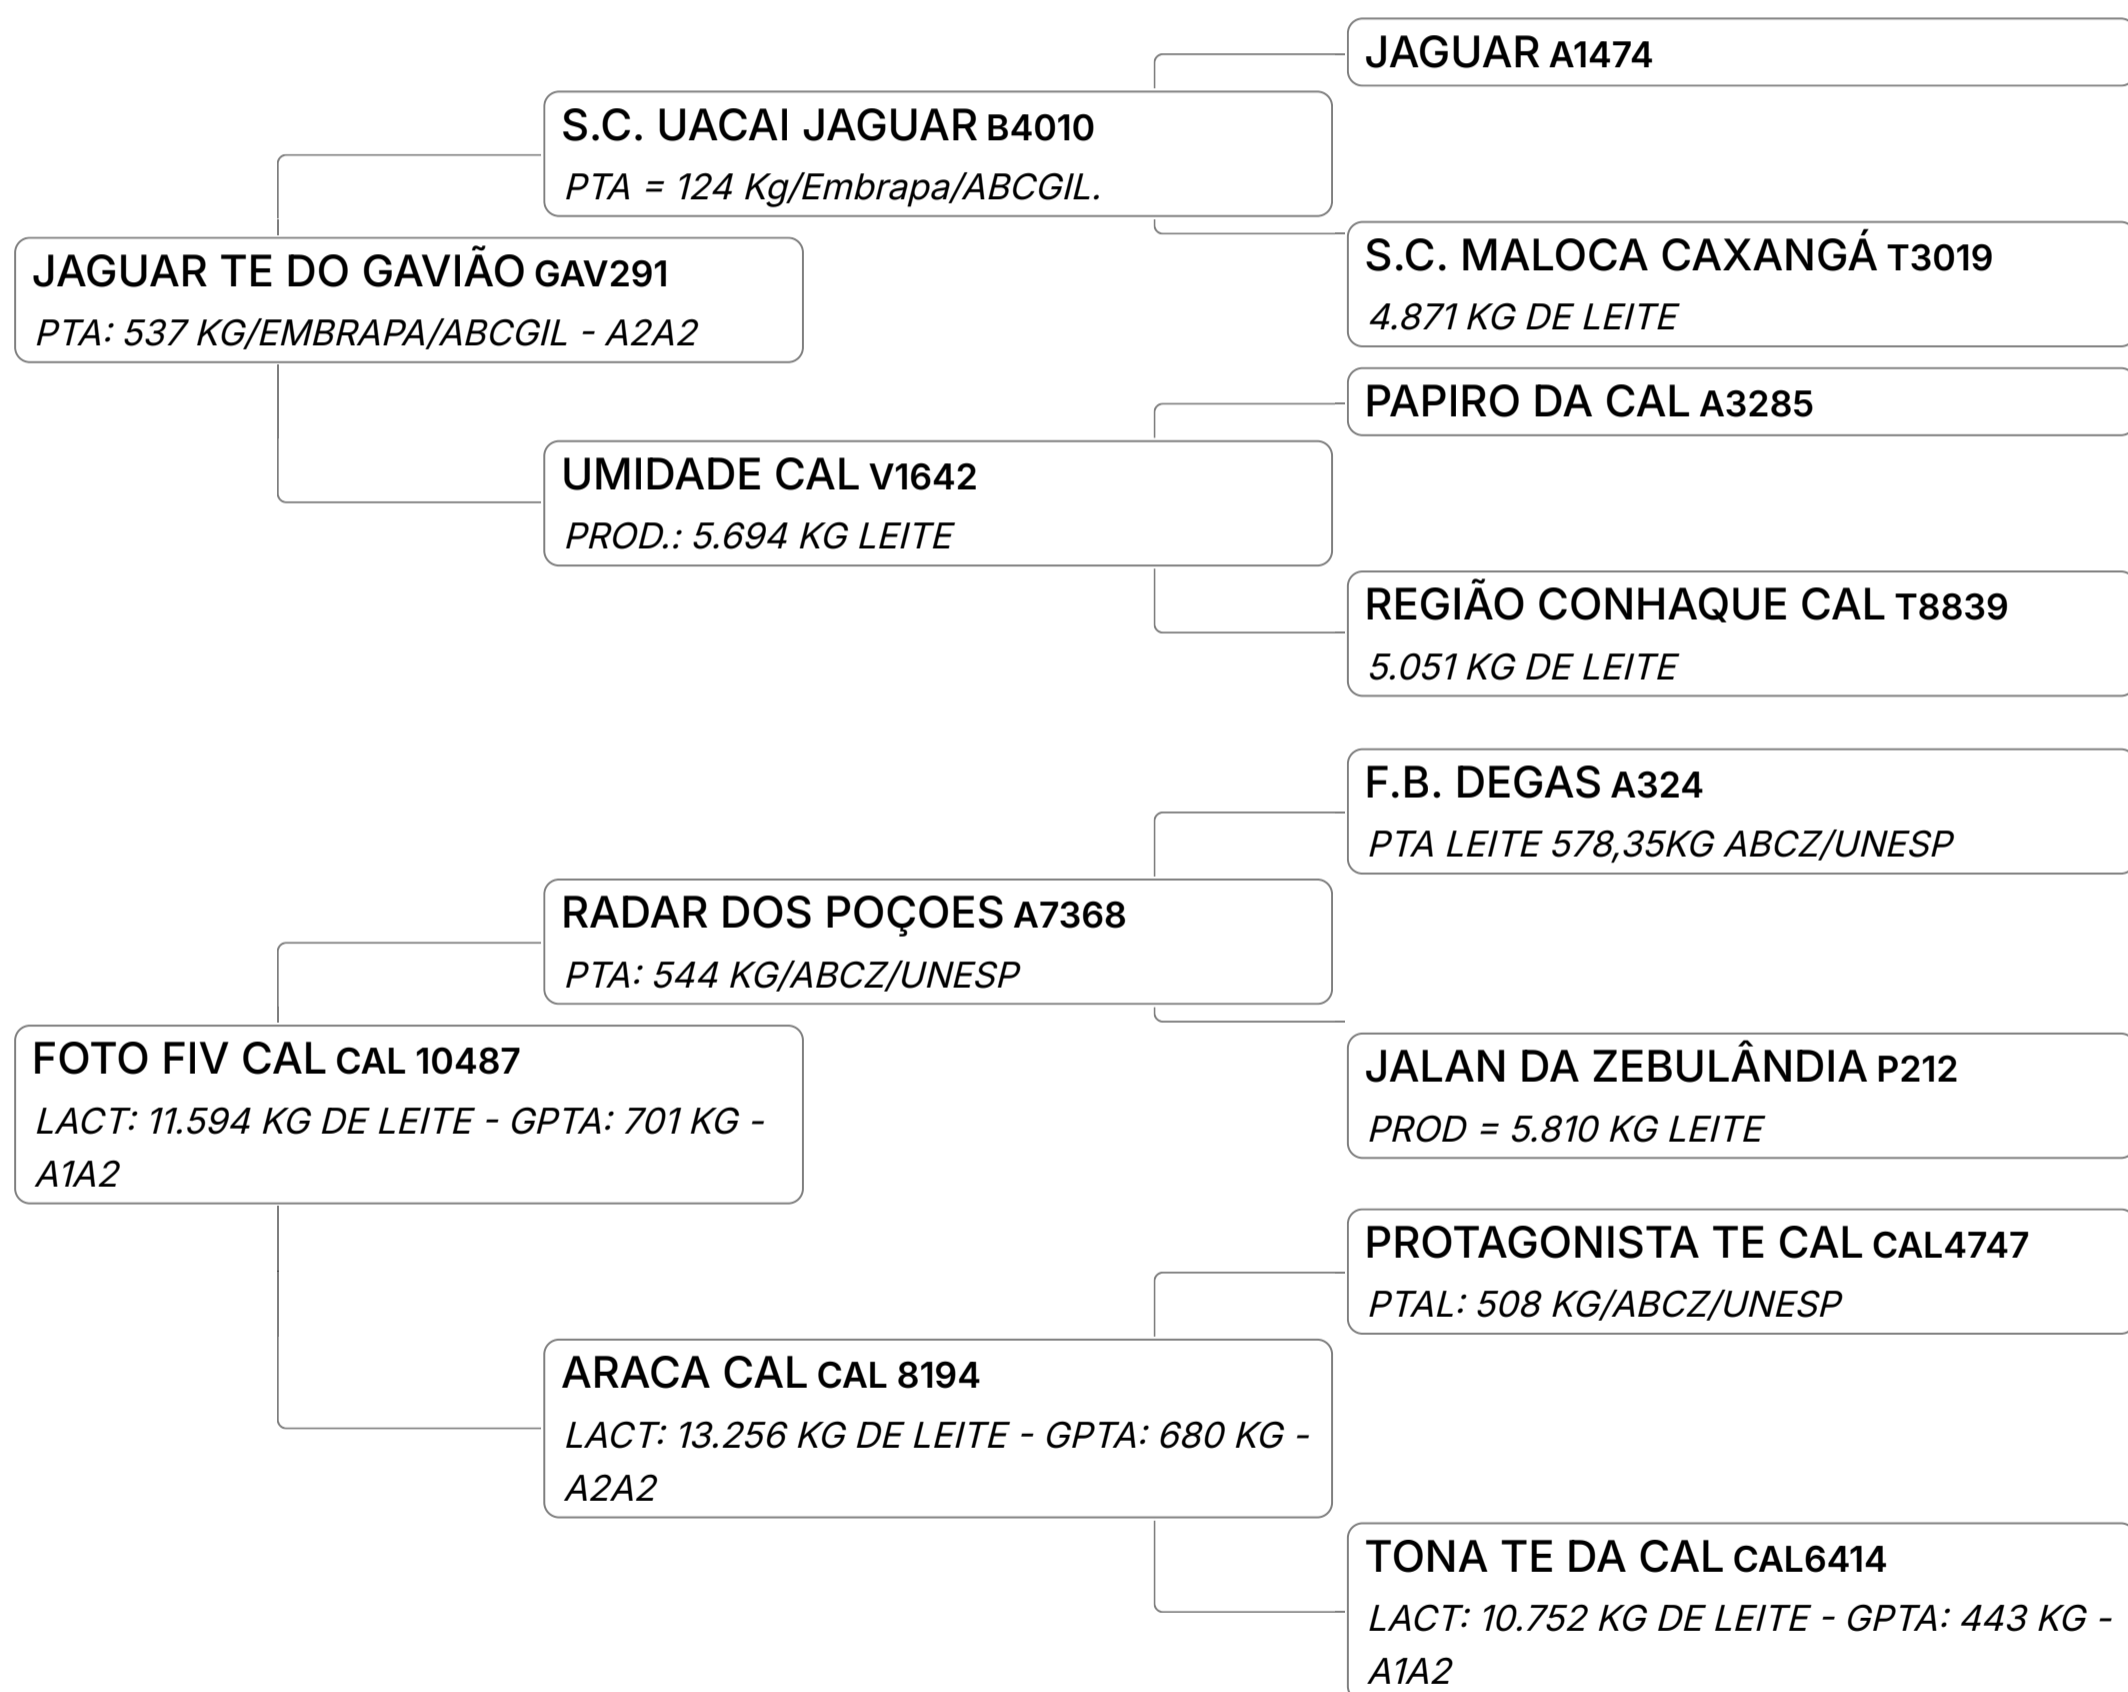 JAGUAR A1474
S.C. UACAI JAGUAR B4010
PTA = 124 Kg/Embrapa/ABCGIL.
S.C. MALOCA CAXANGÁ T3019
4.871 KG DE LEITE
JAGUAR TE DO GAVIÃO GAV291
PTA: 537 KG/EMBRAPA/ABCGIL - A2A2
PAPIRO DA CAL A3285
UMIDADE CAL V1642
PROD.: 5.694 KG LEITE
REGIÃO CONHAQUE CAL T8839
5.051 KG DE LEITE
F.B. DEGAS A324
PTA LEITE 578,35KG ABCZ/UNESP
RADAR DOS POÇOES A7368
PTA: 544 KG/ABCZ/UNESP
JALAN DA ZEBULÂNDIA P212
PROD = 5.810 KG LEITE
FOTO FIV CAL CAL 10487
LACT: 11.594 KG DE LEITE - GPTA: 701 KG -
A1A2
PROTAGONISTA TE CAL CAL4747
PTAL: 508 KG/ABCZ/UNESP
ARACA CAL CAL 8194
LACT: 13.256 KG DE LEITE - GPTA: 680 KG -
A2A2
TONA TE DA CAL CAL6414
LACT: 10.752 KG DE LEITE - GPTA: 443 KG -
A1A2